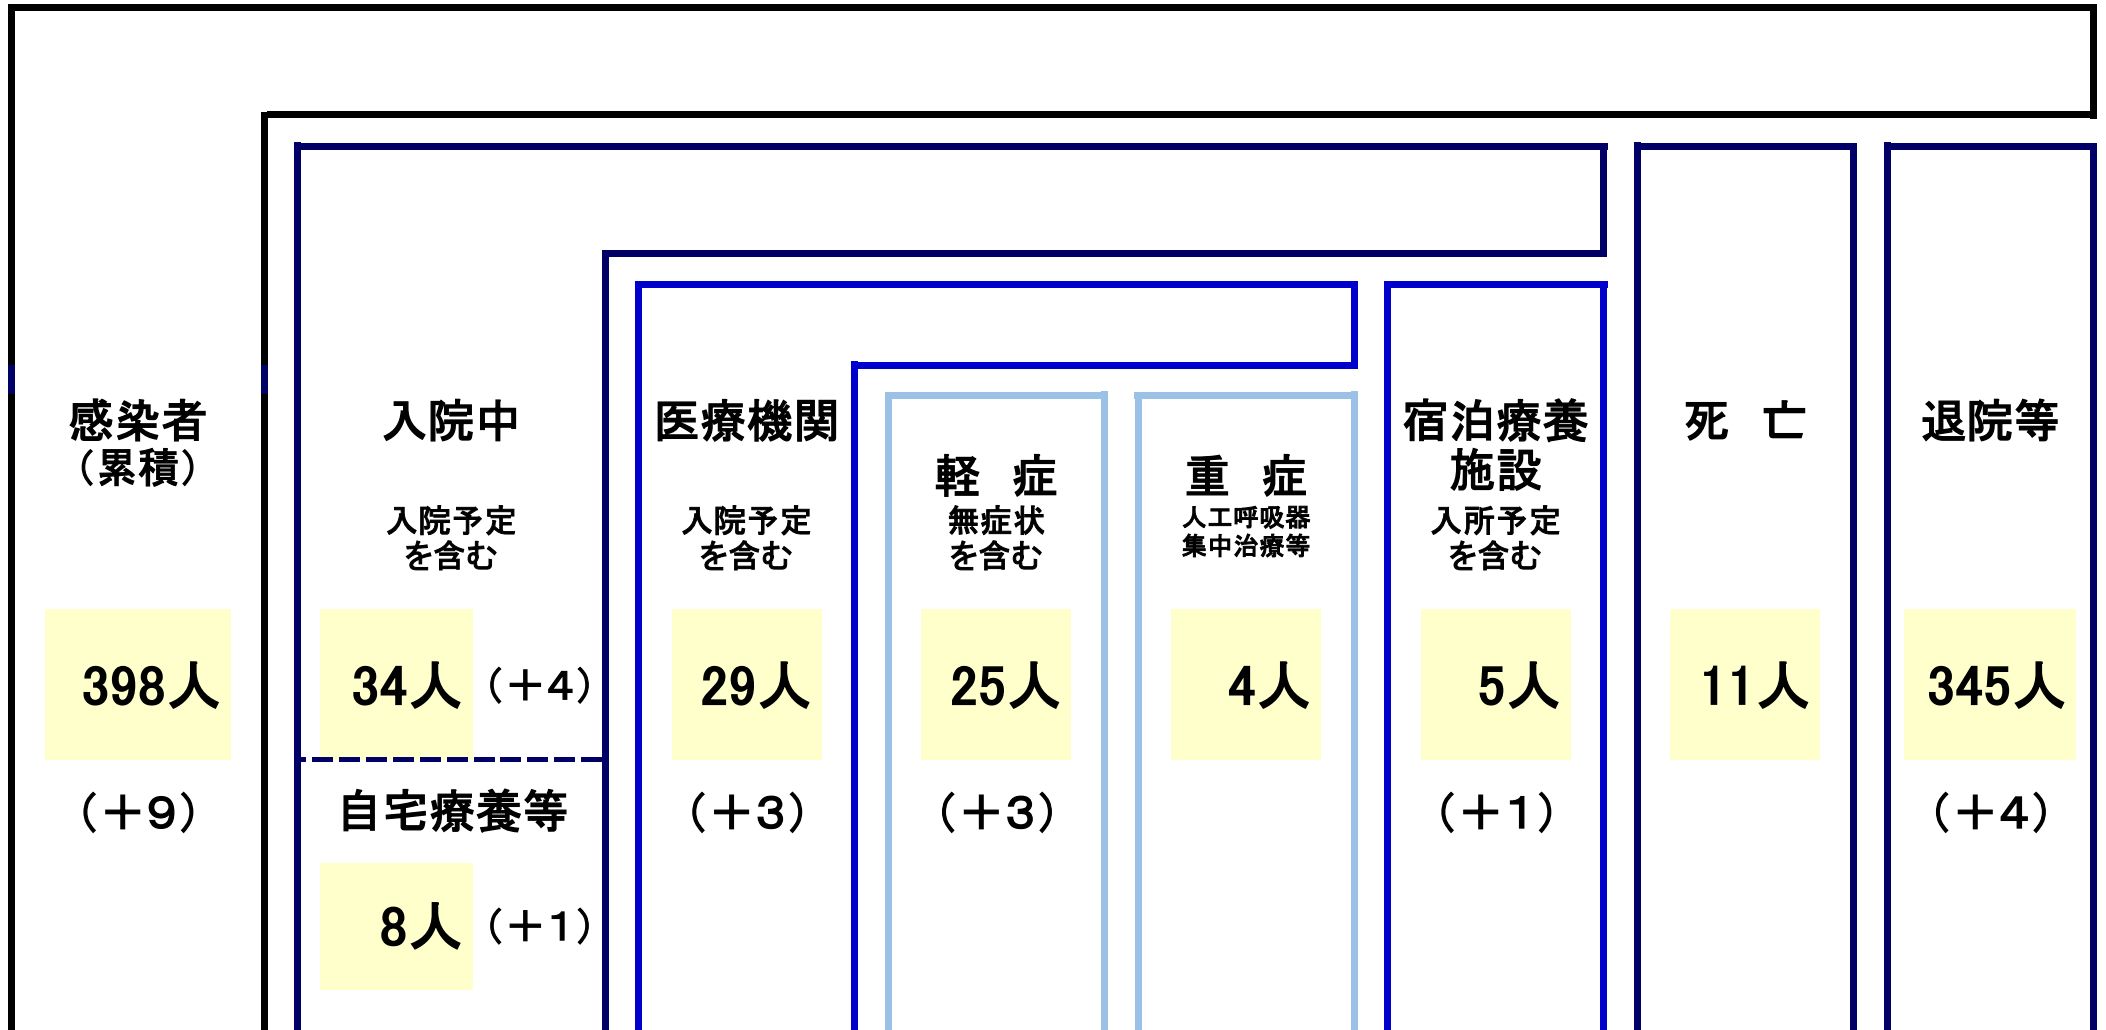 感染者
（累積）
398人
（＋9）
入院中
入院予定
を含む
34人 （＋4）
自宅療養等
8人 （＋1）
医療機関
入院予定
を含む
29人
（＋3）
軽　症
無症状
を含む
25人
（＋3）
重　症
人工呼吸器
集中治療等
4人
宿泊療養
施設
入所予定
を含む
5人
（＋1）
死　亡
11人
退院等
345人
（＋4）